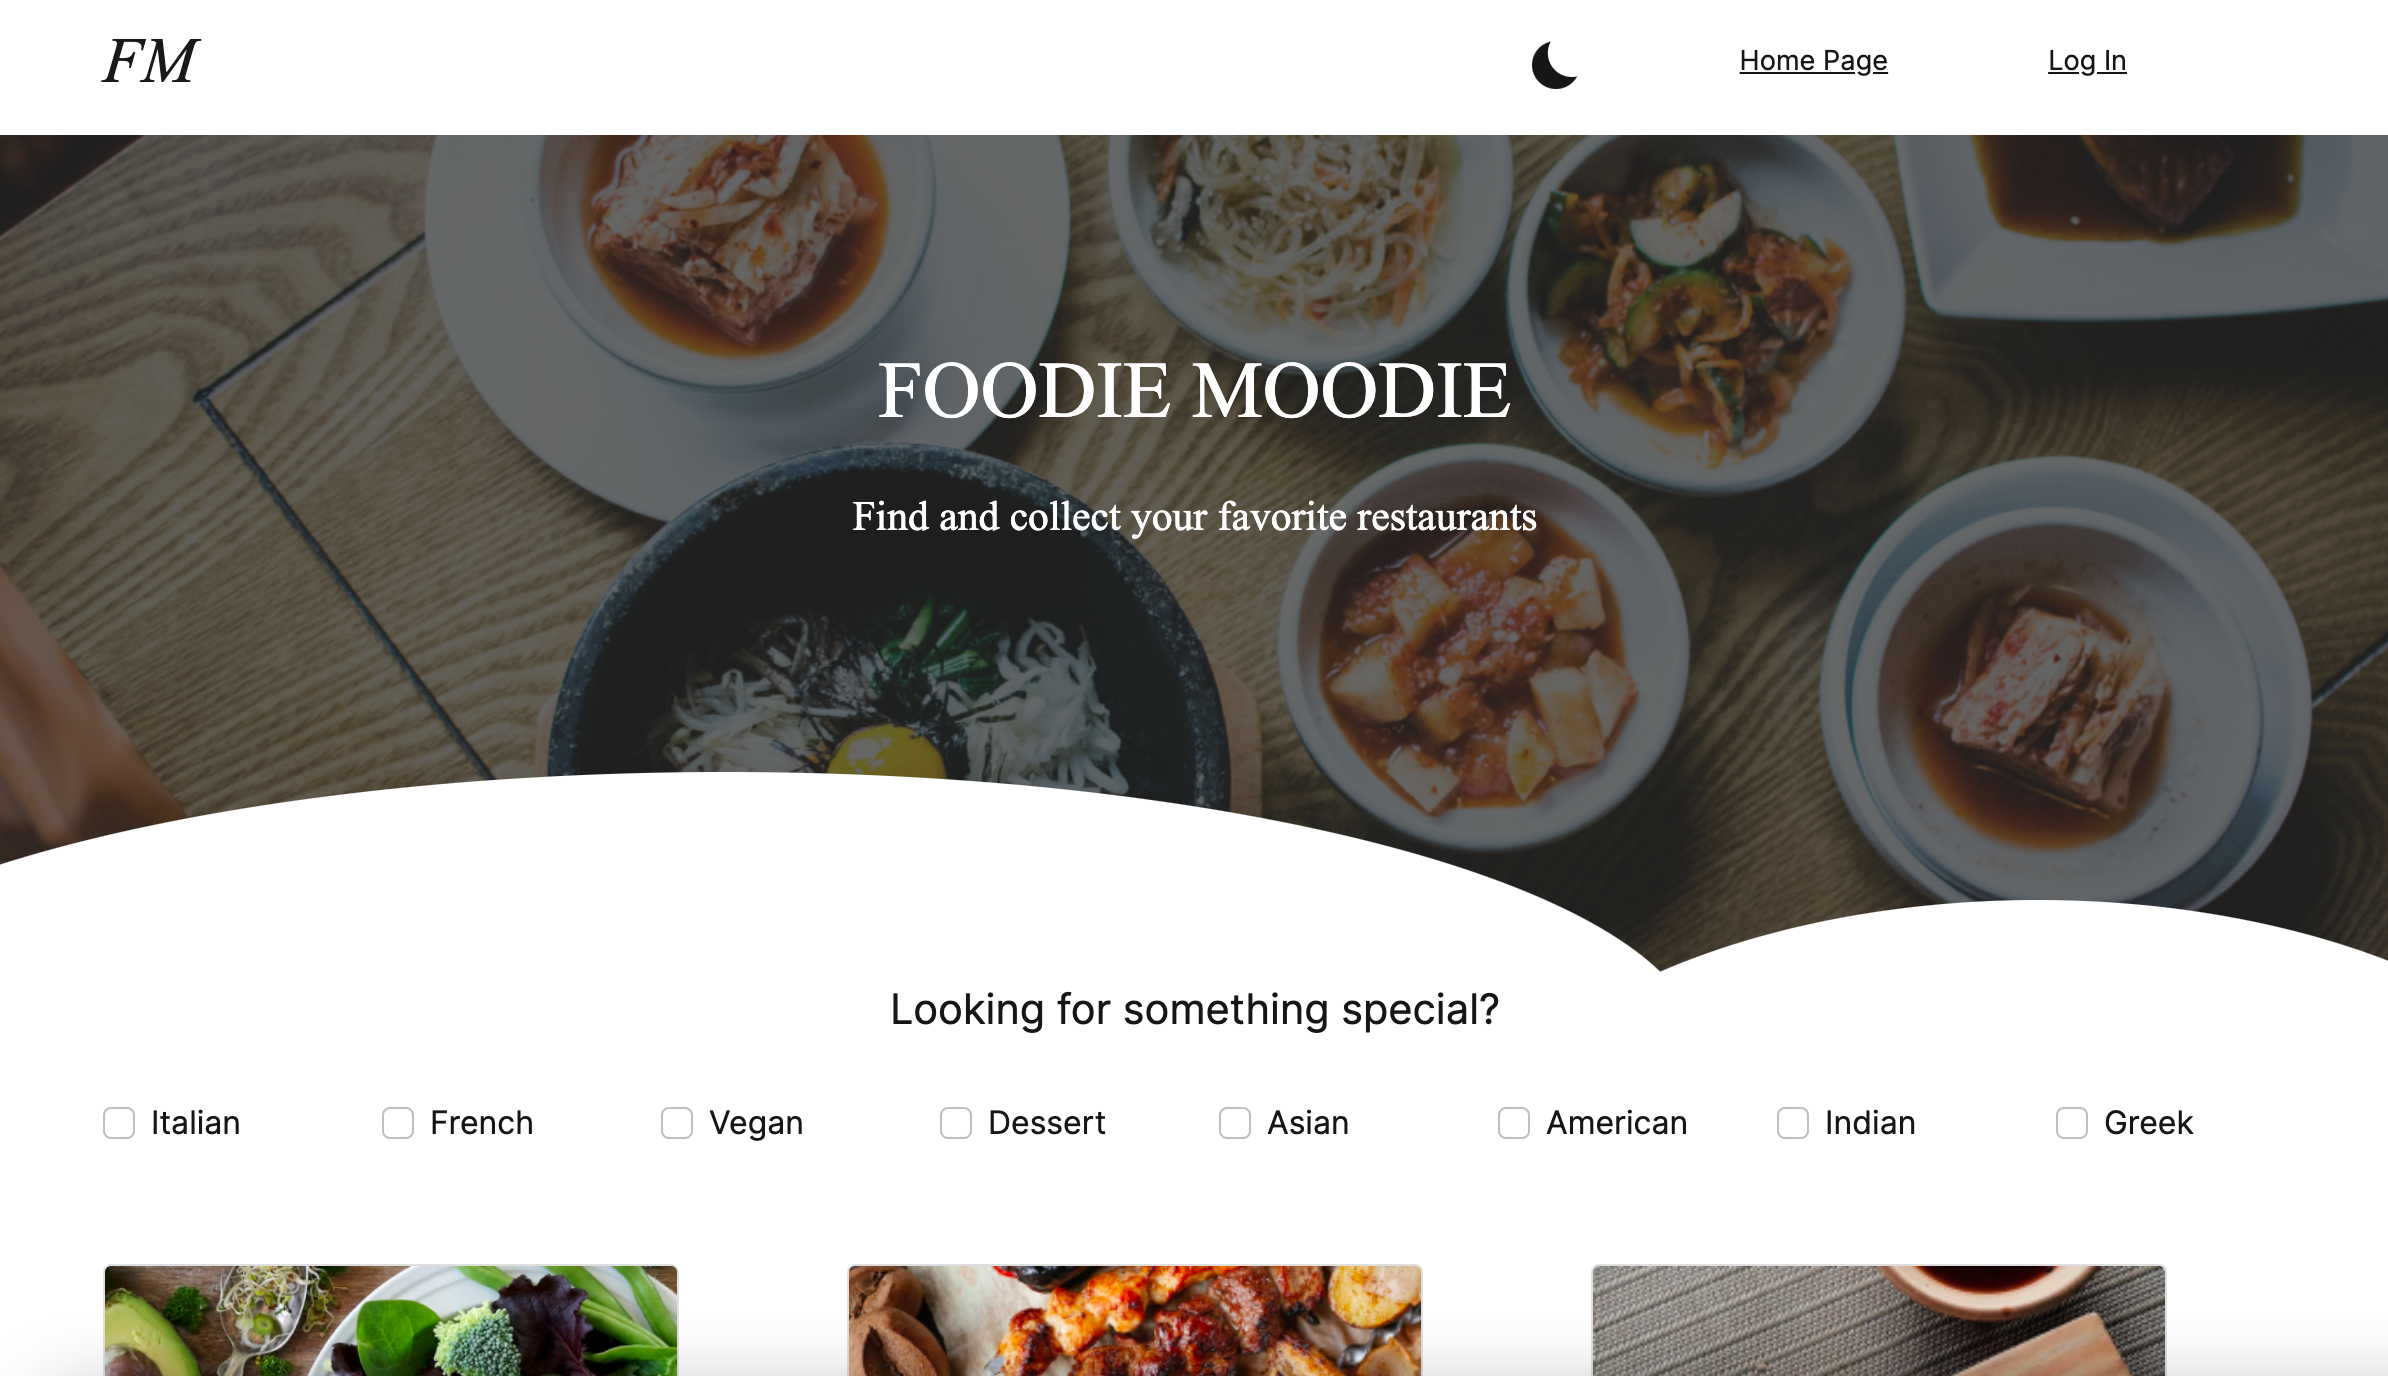 FM
Home Page
Log In
FOODIE MOODIE
Find and collect your favorite restaurants
Looking for something special?
Italian
French
Vegan
Dessert
Asian
American
Indian
Greek